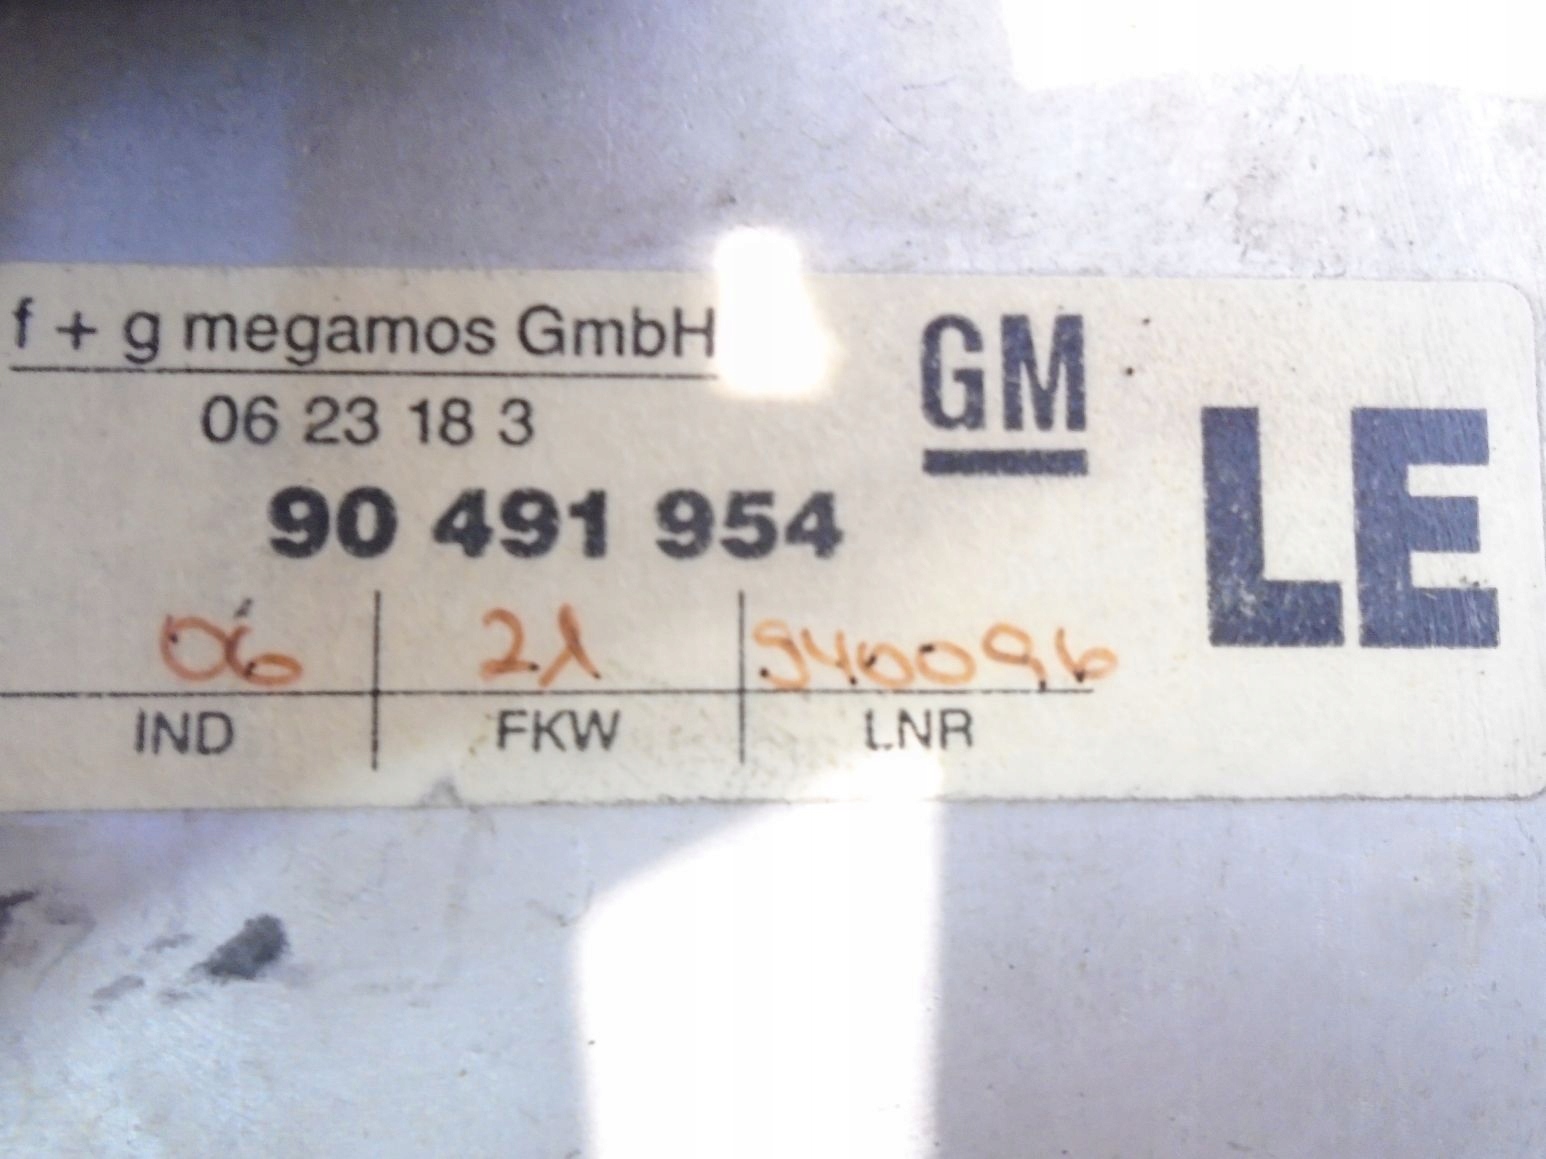 f + g megamos GmbH
GM
06 23 18 3
LE
90 491 954
06 21 940096
IND FKW LNR